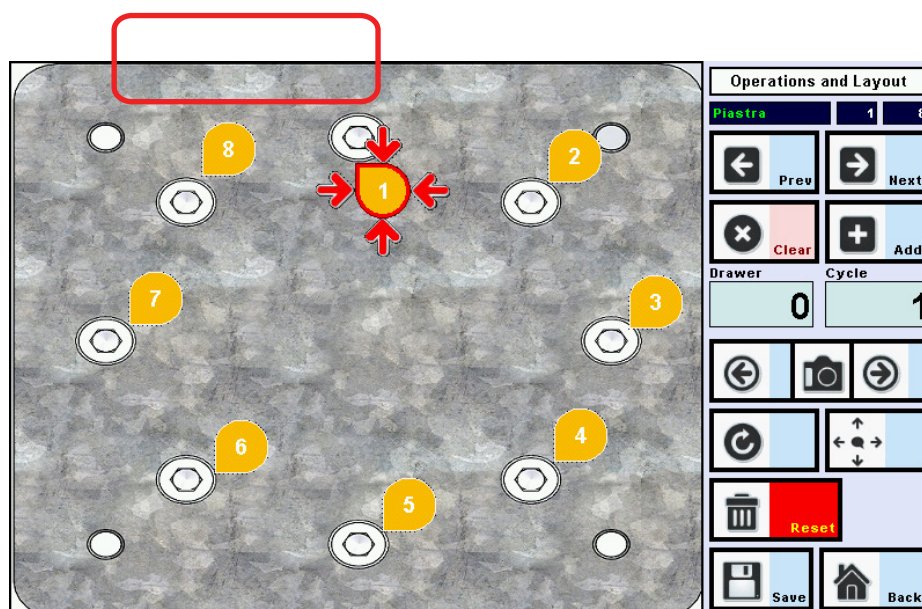 Operations and Layout
Piastra 1 8
8
2
1
Prev
Next
Clear
Add
Drawer
Cycle
0
1
7
3
6
4
5
Reset
Save
Back